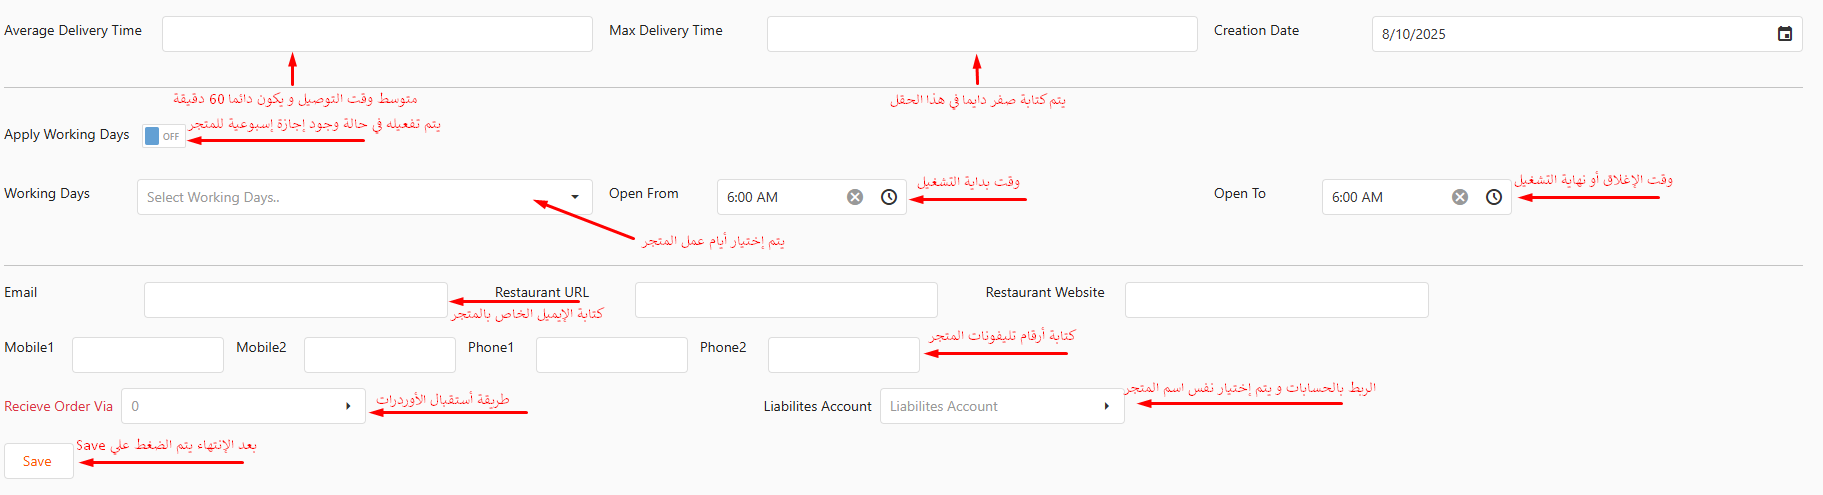 Average Delivery Time
Max Delivery Time
Creation Date
8/10/2025
متوسط وقت التوصيل و يكون دائما 60 دقيقة
يتم كتابة صفر دايما في هذا الحقل
Apply Working Days
OFF
يتم تفعيله في حالة وجود إجازة إسبوعية للمتجر
Working Days
Select Working Days..
Open From
6:00 AM
وقت بداية التشغيل
Open To
6:00 AM
وقت الإغلاق أو نهاية التشغيل
يتم إختيار أيام عمل المتجر
Email
Restaurant URL
Restaurant Website
كتابة الإيميل الخاص بالمتجر
Mobile1
Mobile2
Phone1
Phone2
كتابة أرقام تليفونات المتجر
Recieve Order Via
0
طريقة أستقبال الأوردرات
Liabilites Account
Liabilites Account
الربط بالحسابات و يتم إختيار نفس اسم المتجر
Save
بعد الإنتهاء يتم الضغط علي Save